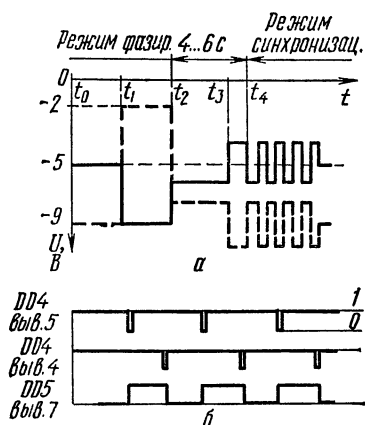 Режим фазир. 4...6 с
Режим синхронизац.
0
t₀ t₁ t₂ t₃ t₄ t
-2
-5
-9
U, В
а
DD4 выв.5
1
0
DD4 выв.4
DD5 выв.7
б